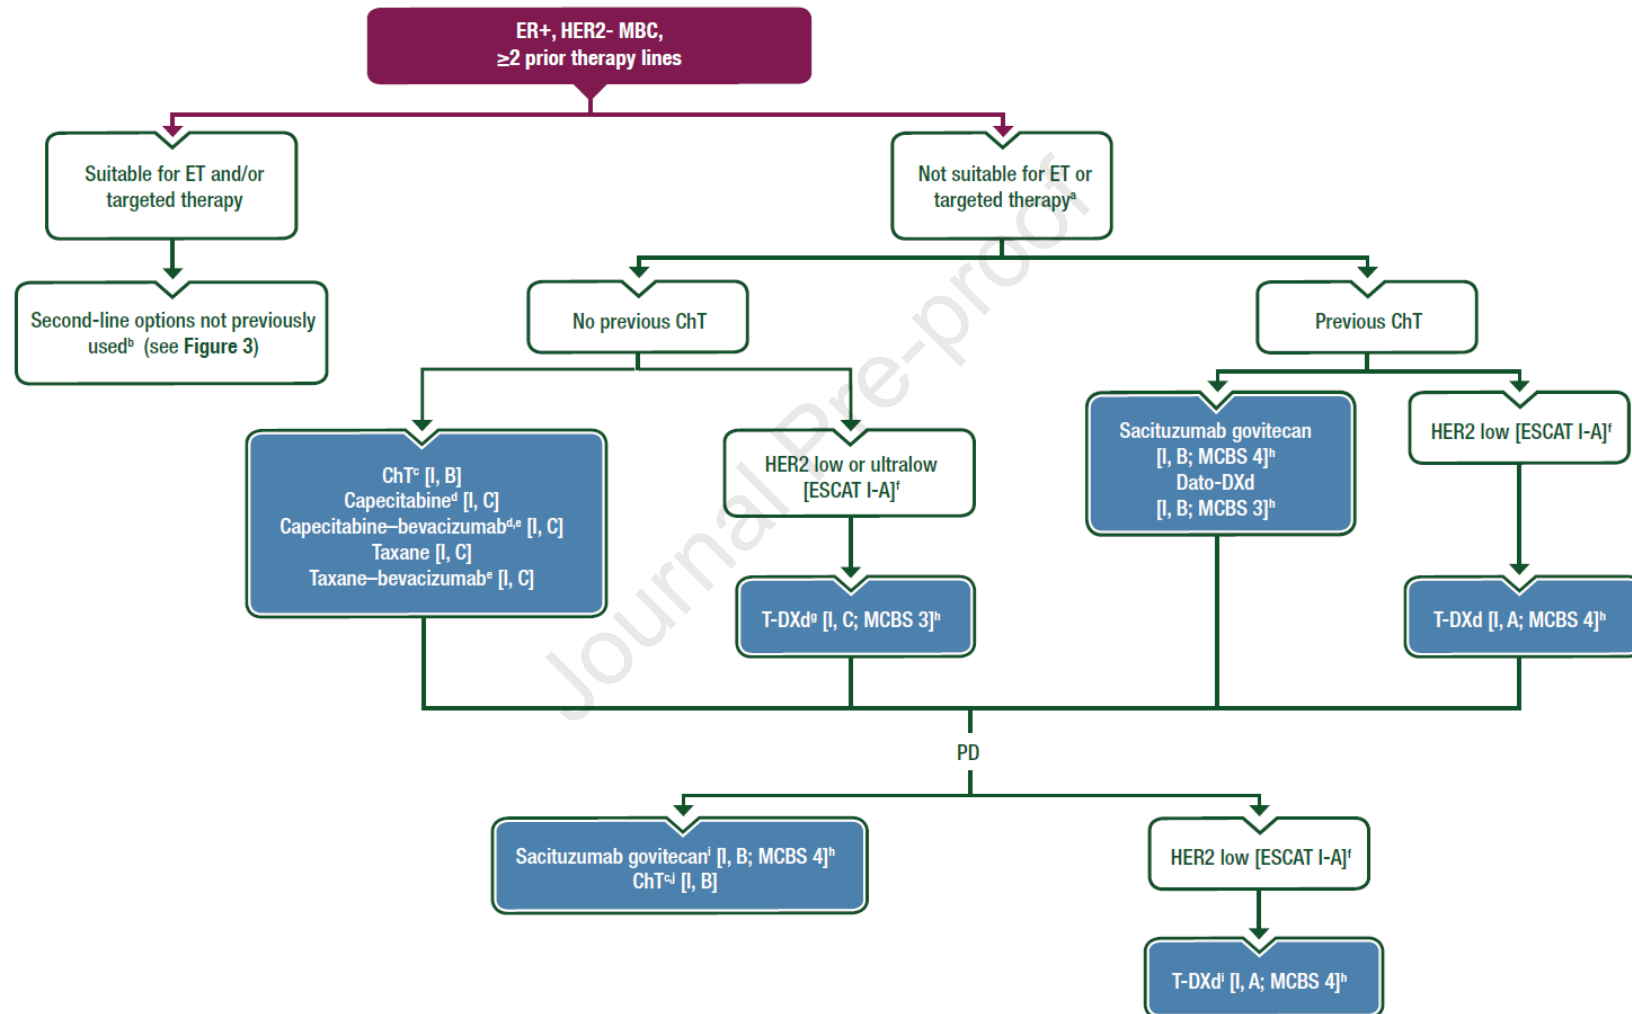 ER+, HER2- MBC,
≥2 prior therapy lines
Suitable for ET and/or
targeted therapy
Not suitable for ET or
targeted therapyᵃ
Second-line options not previously
usedᵇ (see Figure 3)
No previous ChT
Previous ChT
ChTᶜ [I, B]
Capecitabineᵈ [I, C]
Capecitabine–bevacizumabᵈ,ᵉ [I, C]
Taxane [I, C]
Taxane–bevacizumabᵉ [I, C]
HER2 low or ultralow
[ESCAT I-A]ᶠ
T-DXdᵍ [I, C; MCBS 3]ʰ
Sacituzumab govitecan
[I, B; MCBS 4]ʰ
Dato-DXd
[I, B; MCBS 3]ʰ
HER2 low [ESCAT I-A]ᶠ
T-DXd [I, A; MCBS 4]ʰ
PD
Sacituzumab govitecanⁱ [I, B; MCBS 4]ʰ
ChTᶜ,ʲ [I, B]
HER2 low [ESCAT I-A]ᶠ
T-DXdⁱ [I, A; MCBS 4]ʰ
Journal Pre-proof